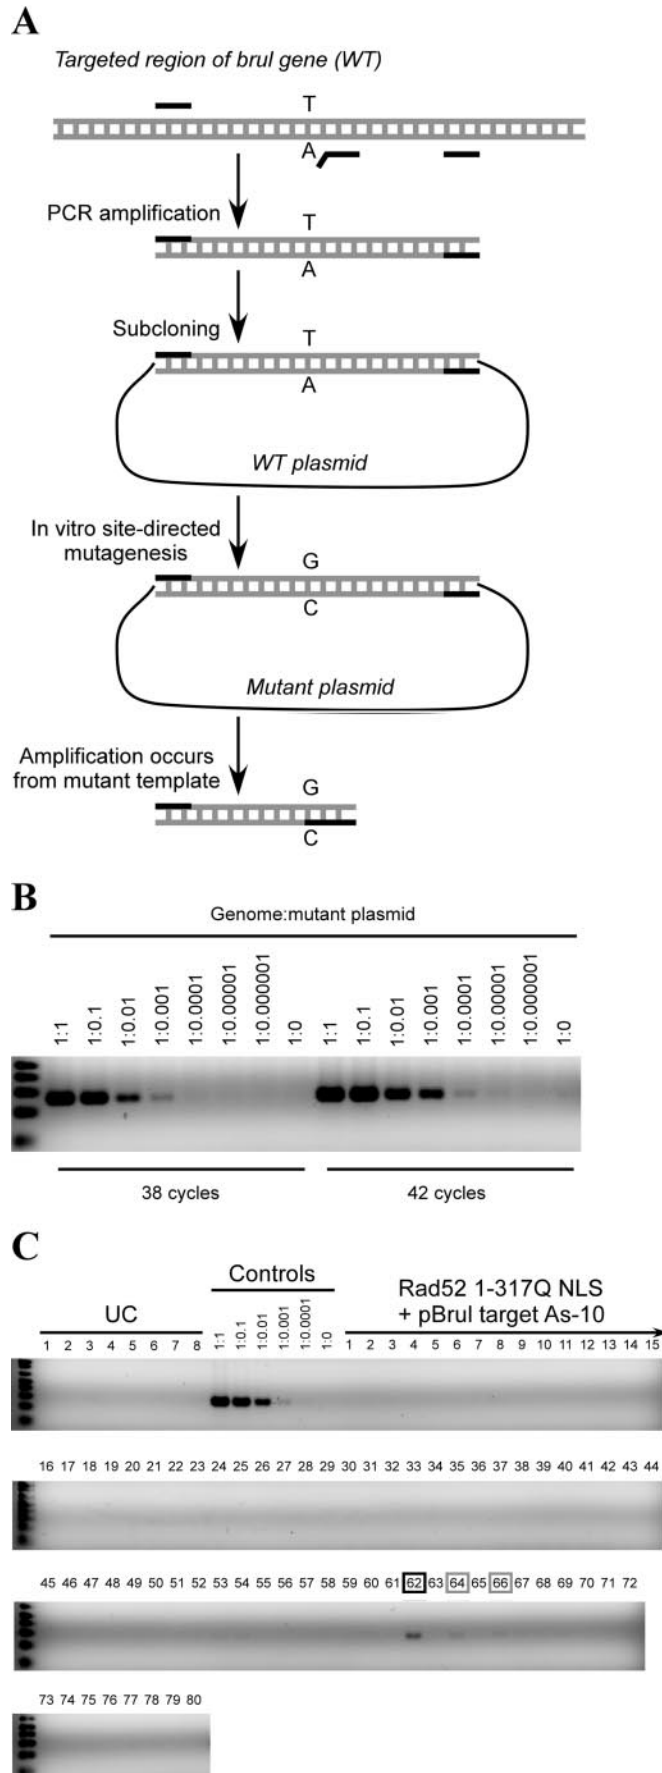 A
Targeted region of brul gene (WT)
T
A
PCR amplification
T
A
Subcloning
T
A
WT plasmid
In vitro site-directed
mutagenesis
G
C
Mutant plasmid
Amplification occurs
from mutant template
G
C
B
Genome:mutant plasmid
1:1 1:0.1 1:0.01 1:0.001 1:0.0001 1:0.00001 1:0.000001 1:0 1:1 1:0.1 1:0.01 1:0.001 1:0.0001 1:0.00001 1:0.000001 1:0
38 cycles 42 cycles
C
UC Controls Rad52 1-317Q NLS
+ pBrul target As-10
1 2 3 4 5 6 7 8 1:1 1:0.1 1:0.01 1:0.001 1:0.0001 1:0 1 2 3 4 5 6 7 8 9 10 11 12 13 14 15
16 17 18 19 20 21 22 23 24 25 26 27 28 29 30 31 32 33 34 35 36 37 38 39 40 41 42 43 44
45 46 47 48 49 50 51 52 53 54 55 56 57 58 59 60 61 62 63 64 65 66 67 68 69 70 71 72
73 74 75 76 77 78 79 80